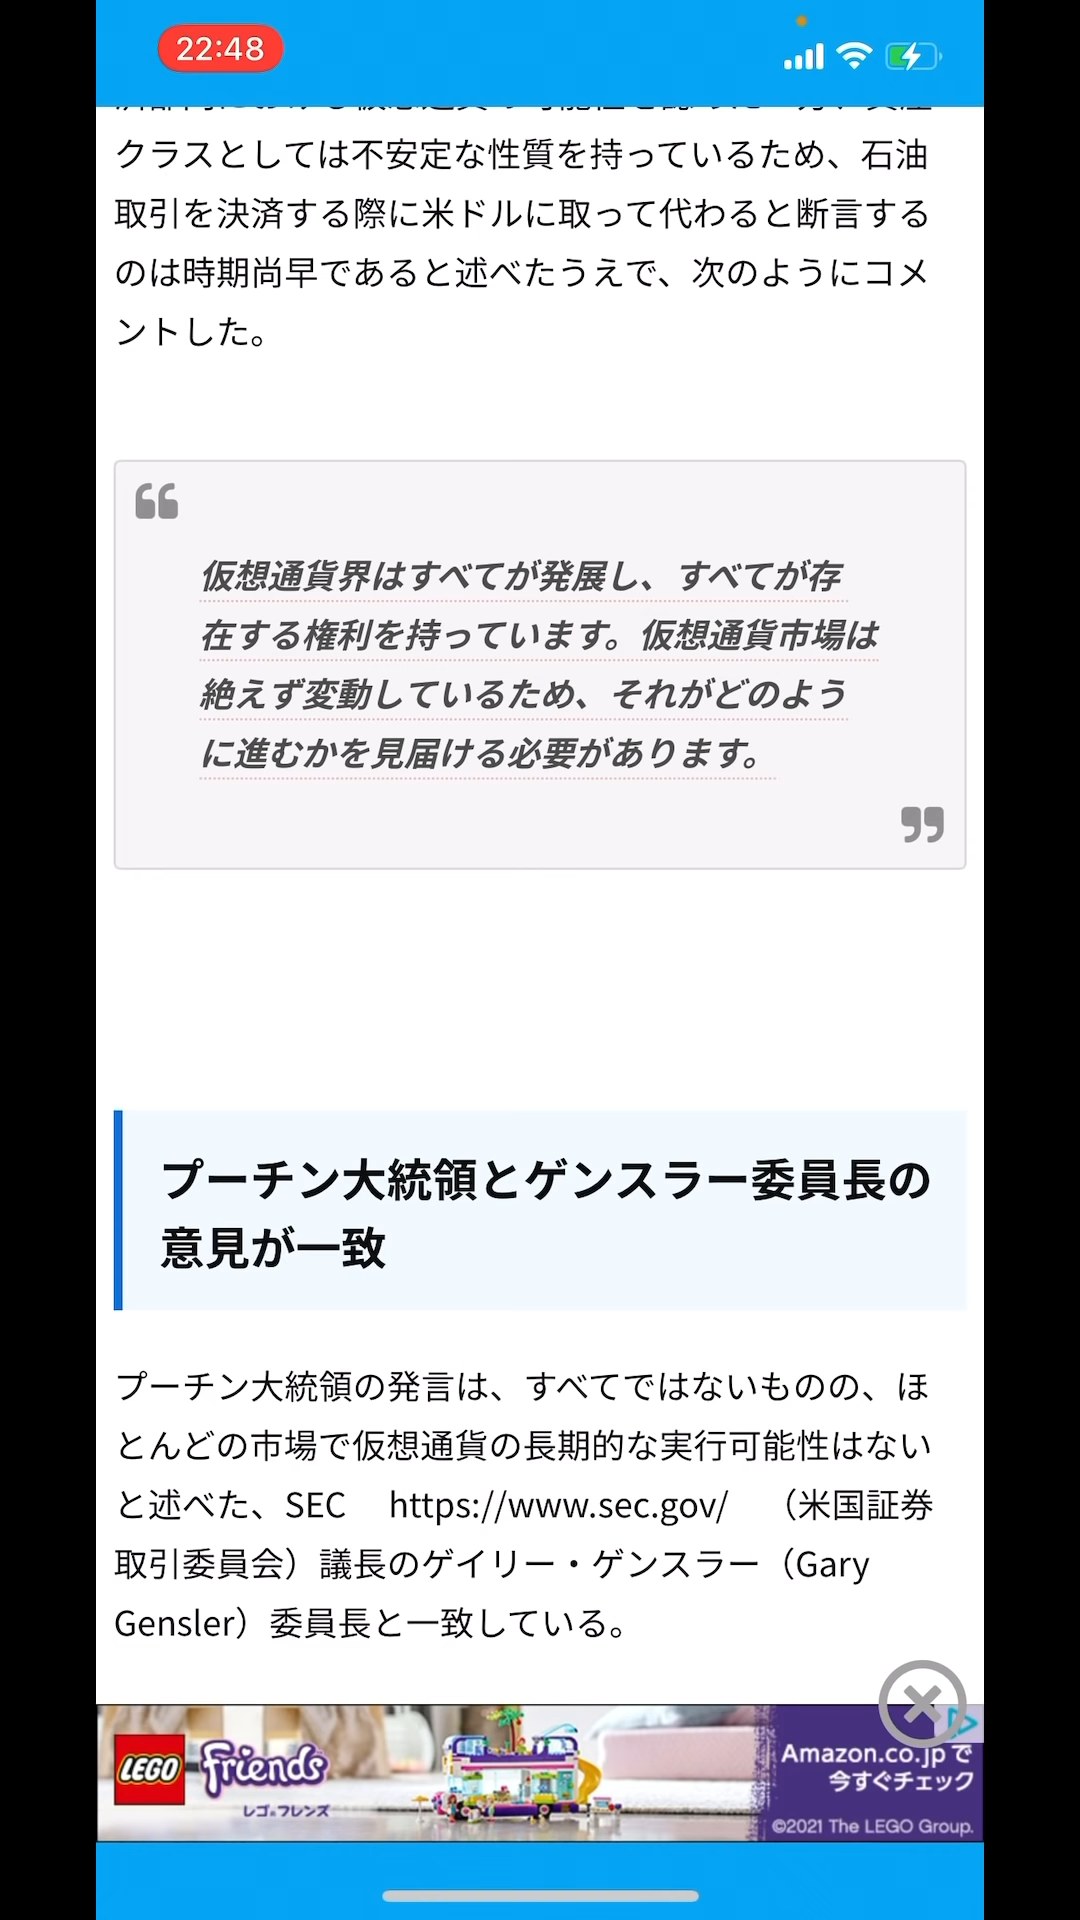 22:48
クラスとしては不安定な性質を持っているため、石油
取引を決済する際に米ドルに取って代わると断言する
のは時期尚早であると述べたうえで、次のようにコメ
ントした。
仮想通貨界はすべてが発展し、すべてが存
在する権利を持っています。仮想通貨市場は
絶えず変動しているため、それがどのよう
に進むかを見届ける必要があります。
プーチン大統領とゲンスラー委員長の
意見が一致
プーチン大統領の発言は、すべてではないものの、ほ
とんどの市場で仮想通貨の長期的な実行可能性はない
と述べた、SEC https://www.sec.gov/ （米国証券
取引委員会）議長のゲイリー・ゲンスラー（Gary
Gensler）委員長と一致している。
LEGO Friends
レゴ®フレンズ
Amazon.co.jp で
今すぐチェック
©2021 The LEGO Group.